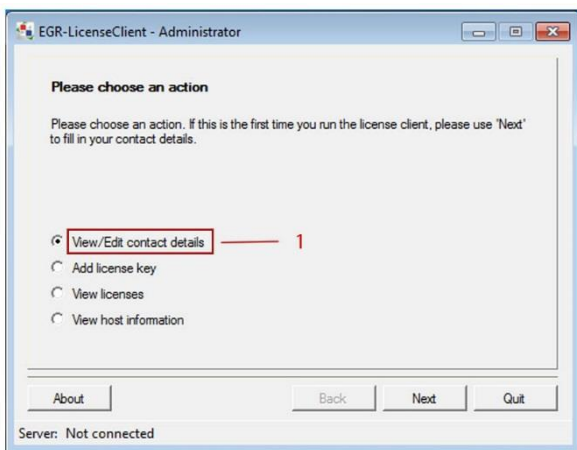 EGR-LicenseClient - Administrator
Please choose an action
Please choose an action. If this is the first time you run the license client, please use 'Next'
to fill in your contact details.
View/Edit contact details
1
Add license key
View licenses
View host information
About
Back
Next
Quit
Server: Not connected